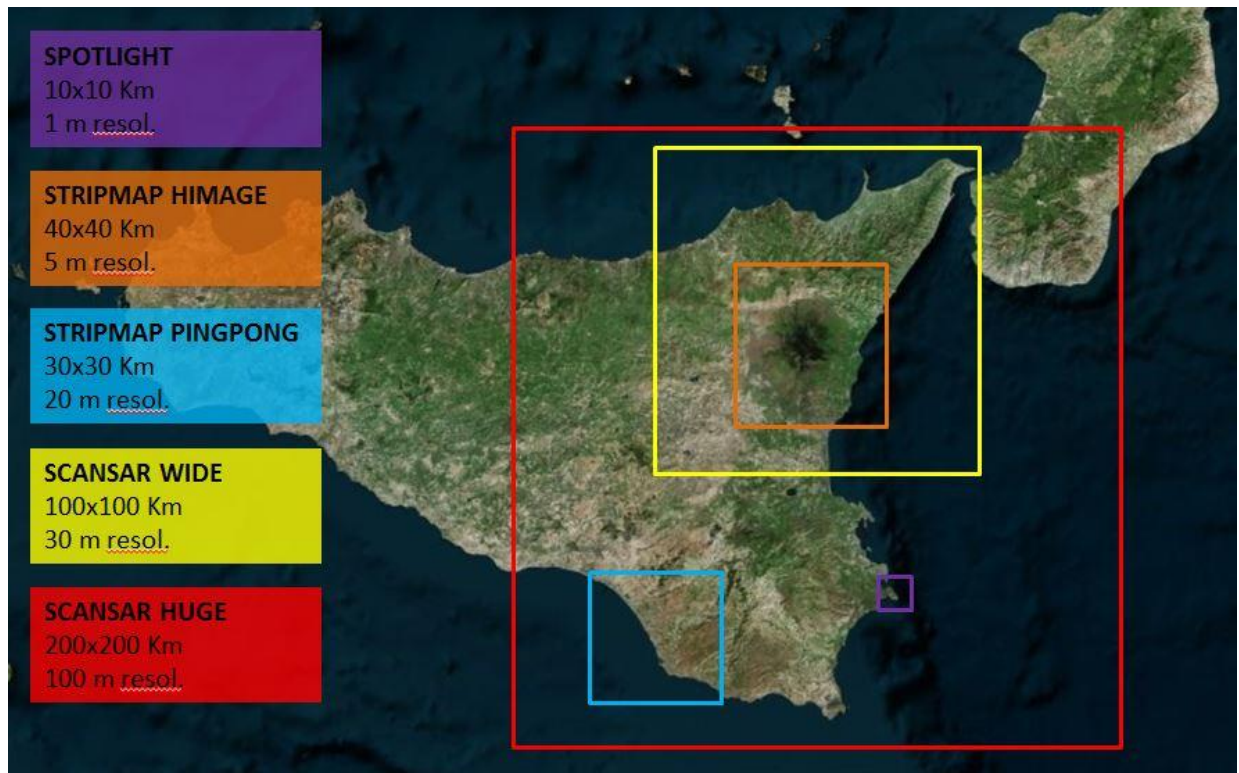 SPOTLIGHT
10x10 Km
1 m resol.
STRIPMAP HIMAGE
40x40 Km
5 m resol.
STRIPMAP PINGPONG
30x30 Km
20 m resol.
SCANSAR WIDE
100x100 Km
30 m resol.
SCANSAR HUGE
200x200 Km
100 m resol.